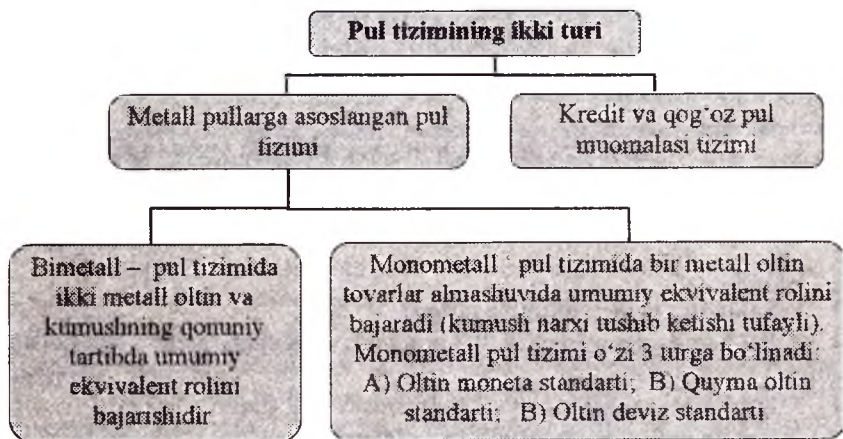 Pul tizimining ikki turi
Metall pullarga asoslangan pul
tizimi
Kredit va qog‘oz pul
muomalasi tizimi
Bimetall – pul tizimida
ikki metall oltin va
kumushning qonuniy
tartibda umumiy
ekvivalent rolini
bajarishidir
Monometall ‘ pul tizimida bir metall oltin
tovarlar almashuvida umumiy ekvivalent rolini
bajaradi (kumush narxi tushib ketishi tufayli).
Monometall pul tizimi o‘zi 3 turga bo‘linadi:
A) Oltin moneta standarti; B) Quyma oltin
standarti; B) Oltin deviz standarti